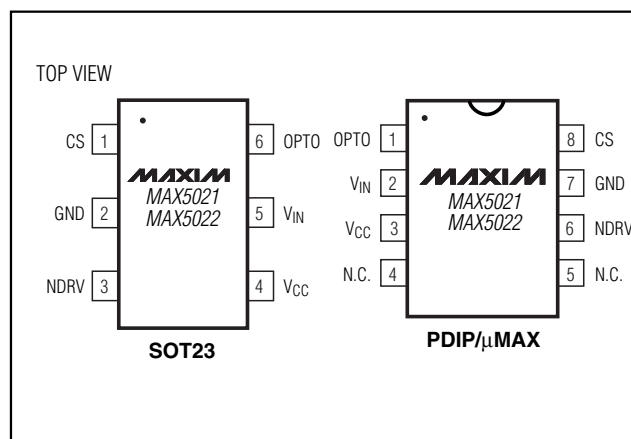 TOP VIEW
CS 1
GND 2
NDRV 3
MAXIM
MAX5021
MAX5022
6 OPTO
5 VIN
4 VCC
SOT23
OPTO 1
VIN 2
VCC 3
N.C. 4
MAXIM
MAX5021
MAX5022
8 CS
7 GND
6 NDRV
5 N.C.
PDIP/μMAX